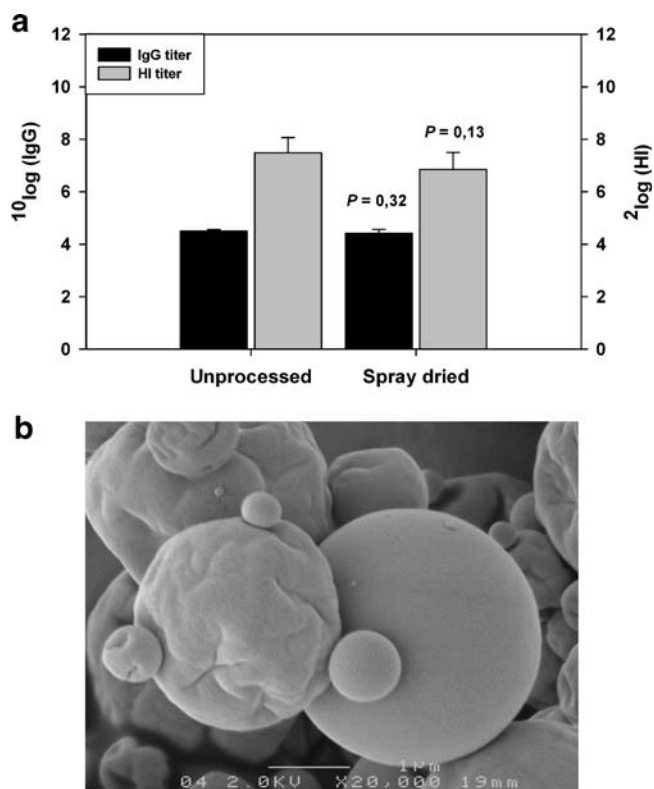 a
IgG titer
HI titer
12
10
8
6
4
2
0
10log (IgG)
12
10
8
6
4
2
0
2log (HI)
P = 0,32
P = 0,13
Unprocessed
Spray dried
b
1µm
04 2.0KV X20,000 19mm